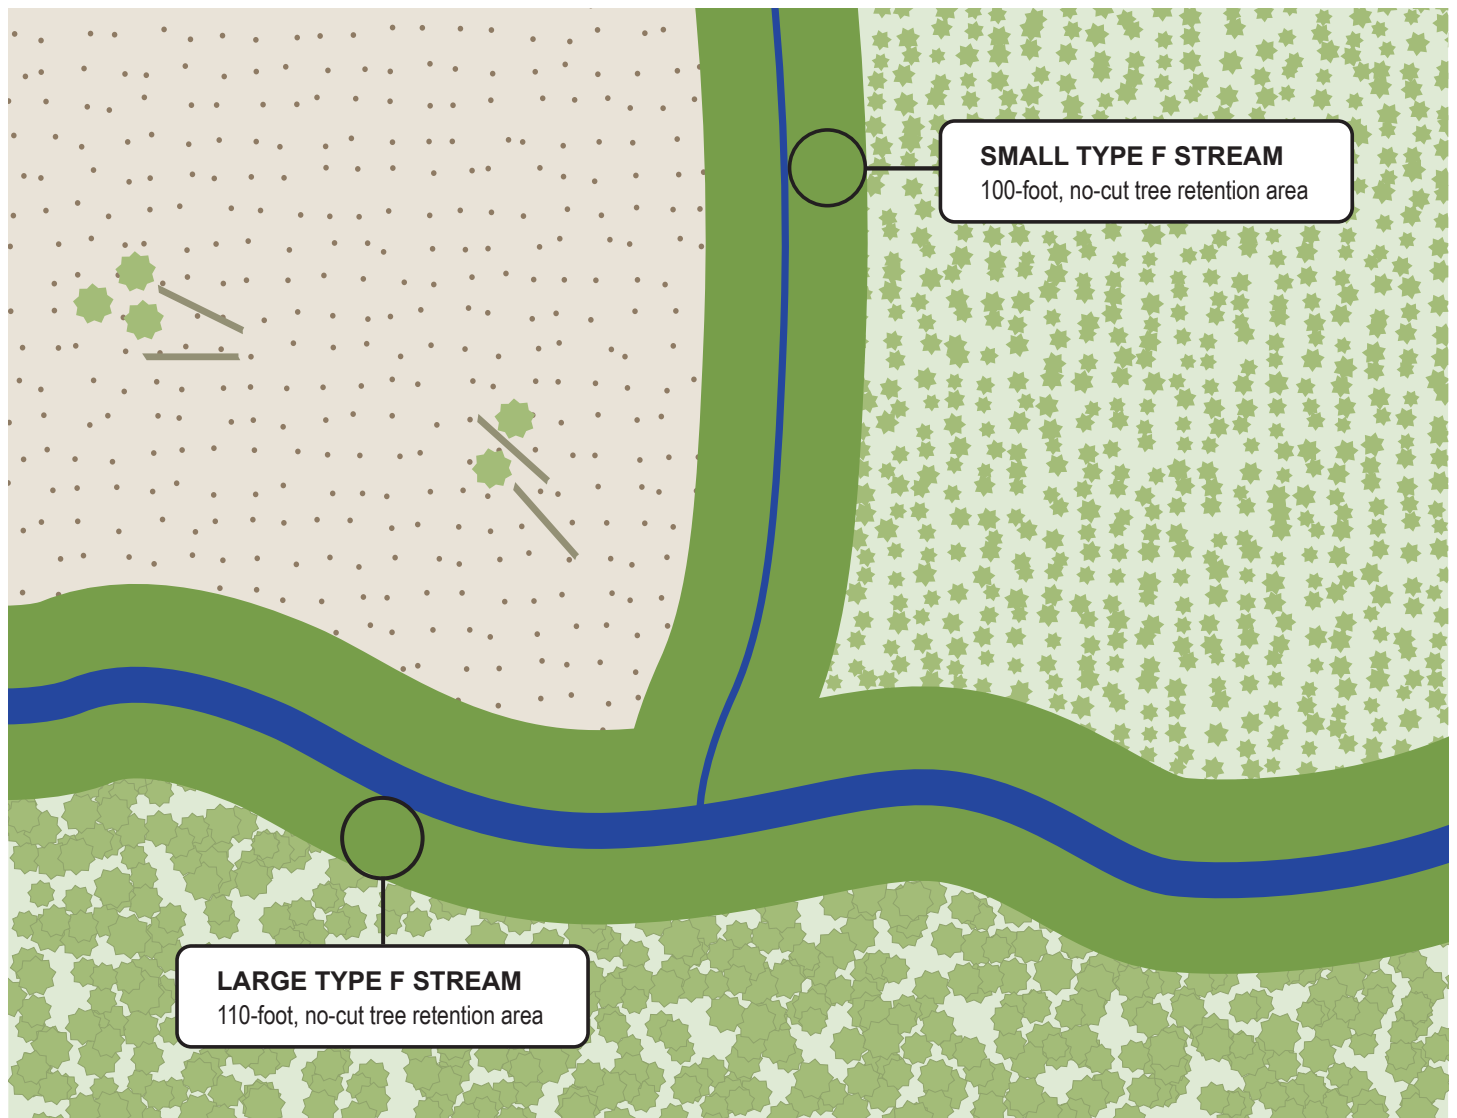 SMALL TYPE F STREAM
100-foot, no-cut tree retention area
LARGE TYPE F STREAM
110-foot, no-cut tree retention area